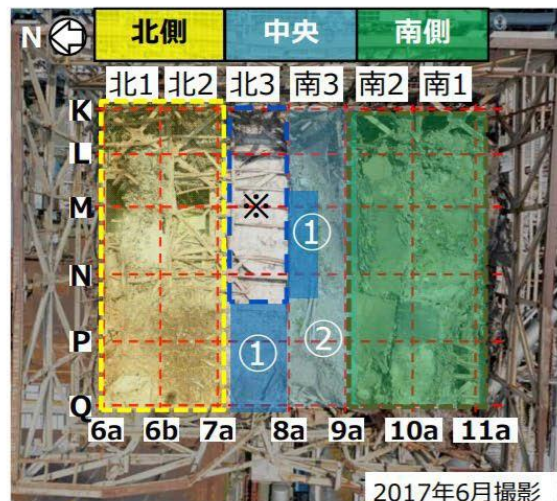 N 北側 中央 南側
北1 北2 北3 南3 南2 南1
K
L
M ※ ①
N
P ① ②
Q
6a 6b 7a 8a 9a 10a 11a
2017年6月撮影